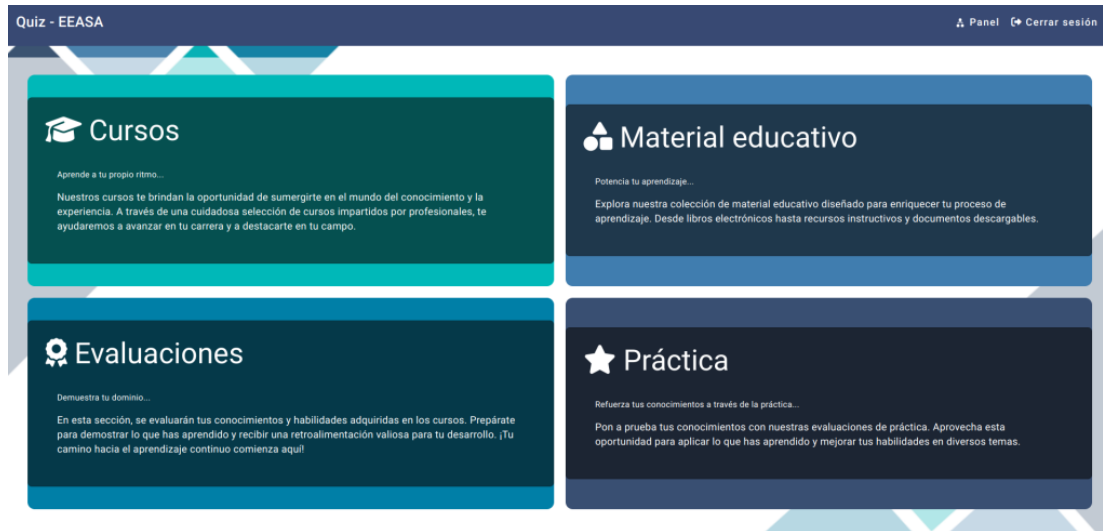 Quiz - EEASA
Panel
Cerrar sesión
Cursos
Aprende a tu propio ritmo...
Nuestros cursos te brindan la oportunidad de sumergirte en el mundo del conocimiento y la
experiencia. A través de una cuidadosa selección de cursos impartidos por profesionales, te
ayudaremos a avanzar en tu carrera y a destacarte en tu campo.
Material educativo
Potencia tu aprendizaje...
Explora nuestra colección de material educativo diseñado para enriquecer tu proceso de
aprendizaje. Desde libros electrónicos hasta recursos instructivos y documentos descargables.
Evaluaciones
Demuestra tu dominio...
En esta sección, se evaluarán tus conocimientos y habilidades adquiridas en los cursos. Prepárate
para demostrar lo que has aprendido y recibir una retroalimentación valiosa para tu desarrollo. ¡Tu
camino hacia el aprendizaje continuo comienza aquí!
Práctica
Refuerza tus conocimientos a través de la práctica...
Pon a prueba tus conocimientos con nuestras evaluaciones de práctica. Aprovecha esta
oportunidad para aplicar lo que has aprendido y mejorar tus habilidades en diversos temas.